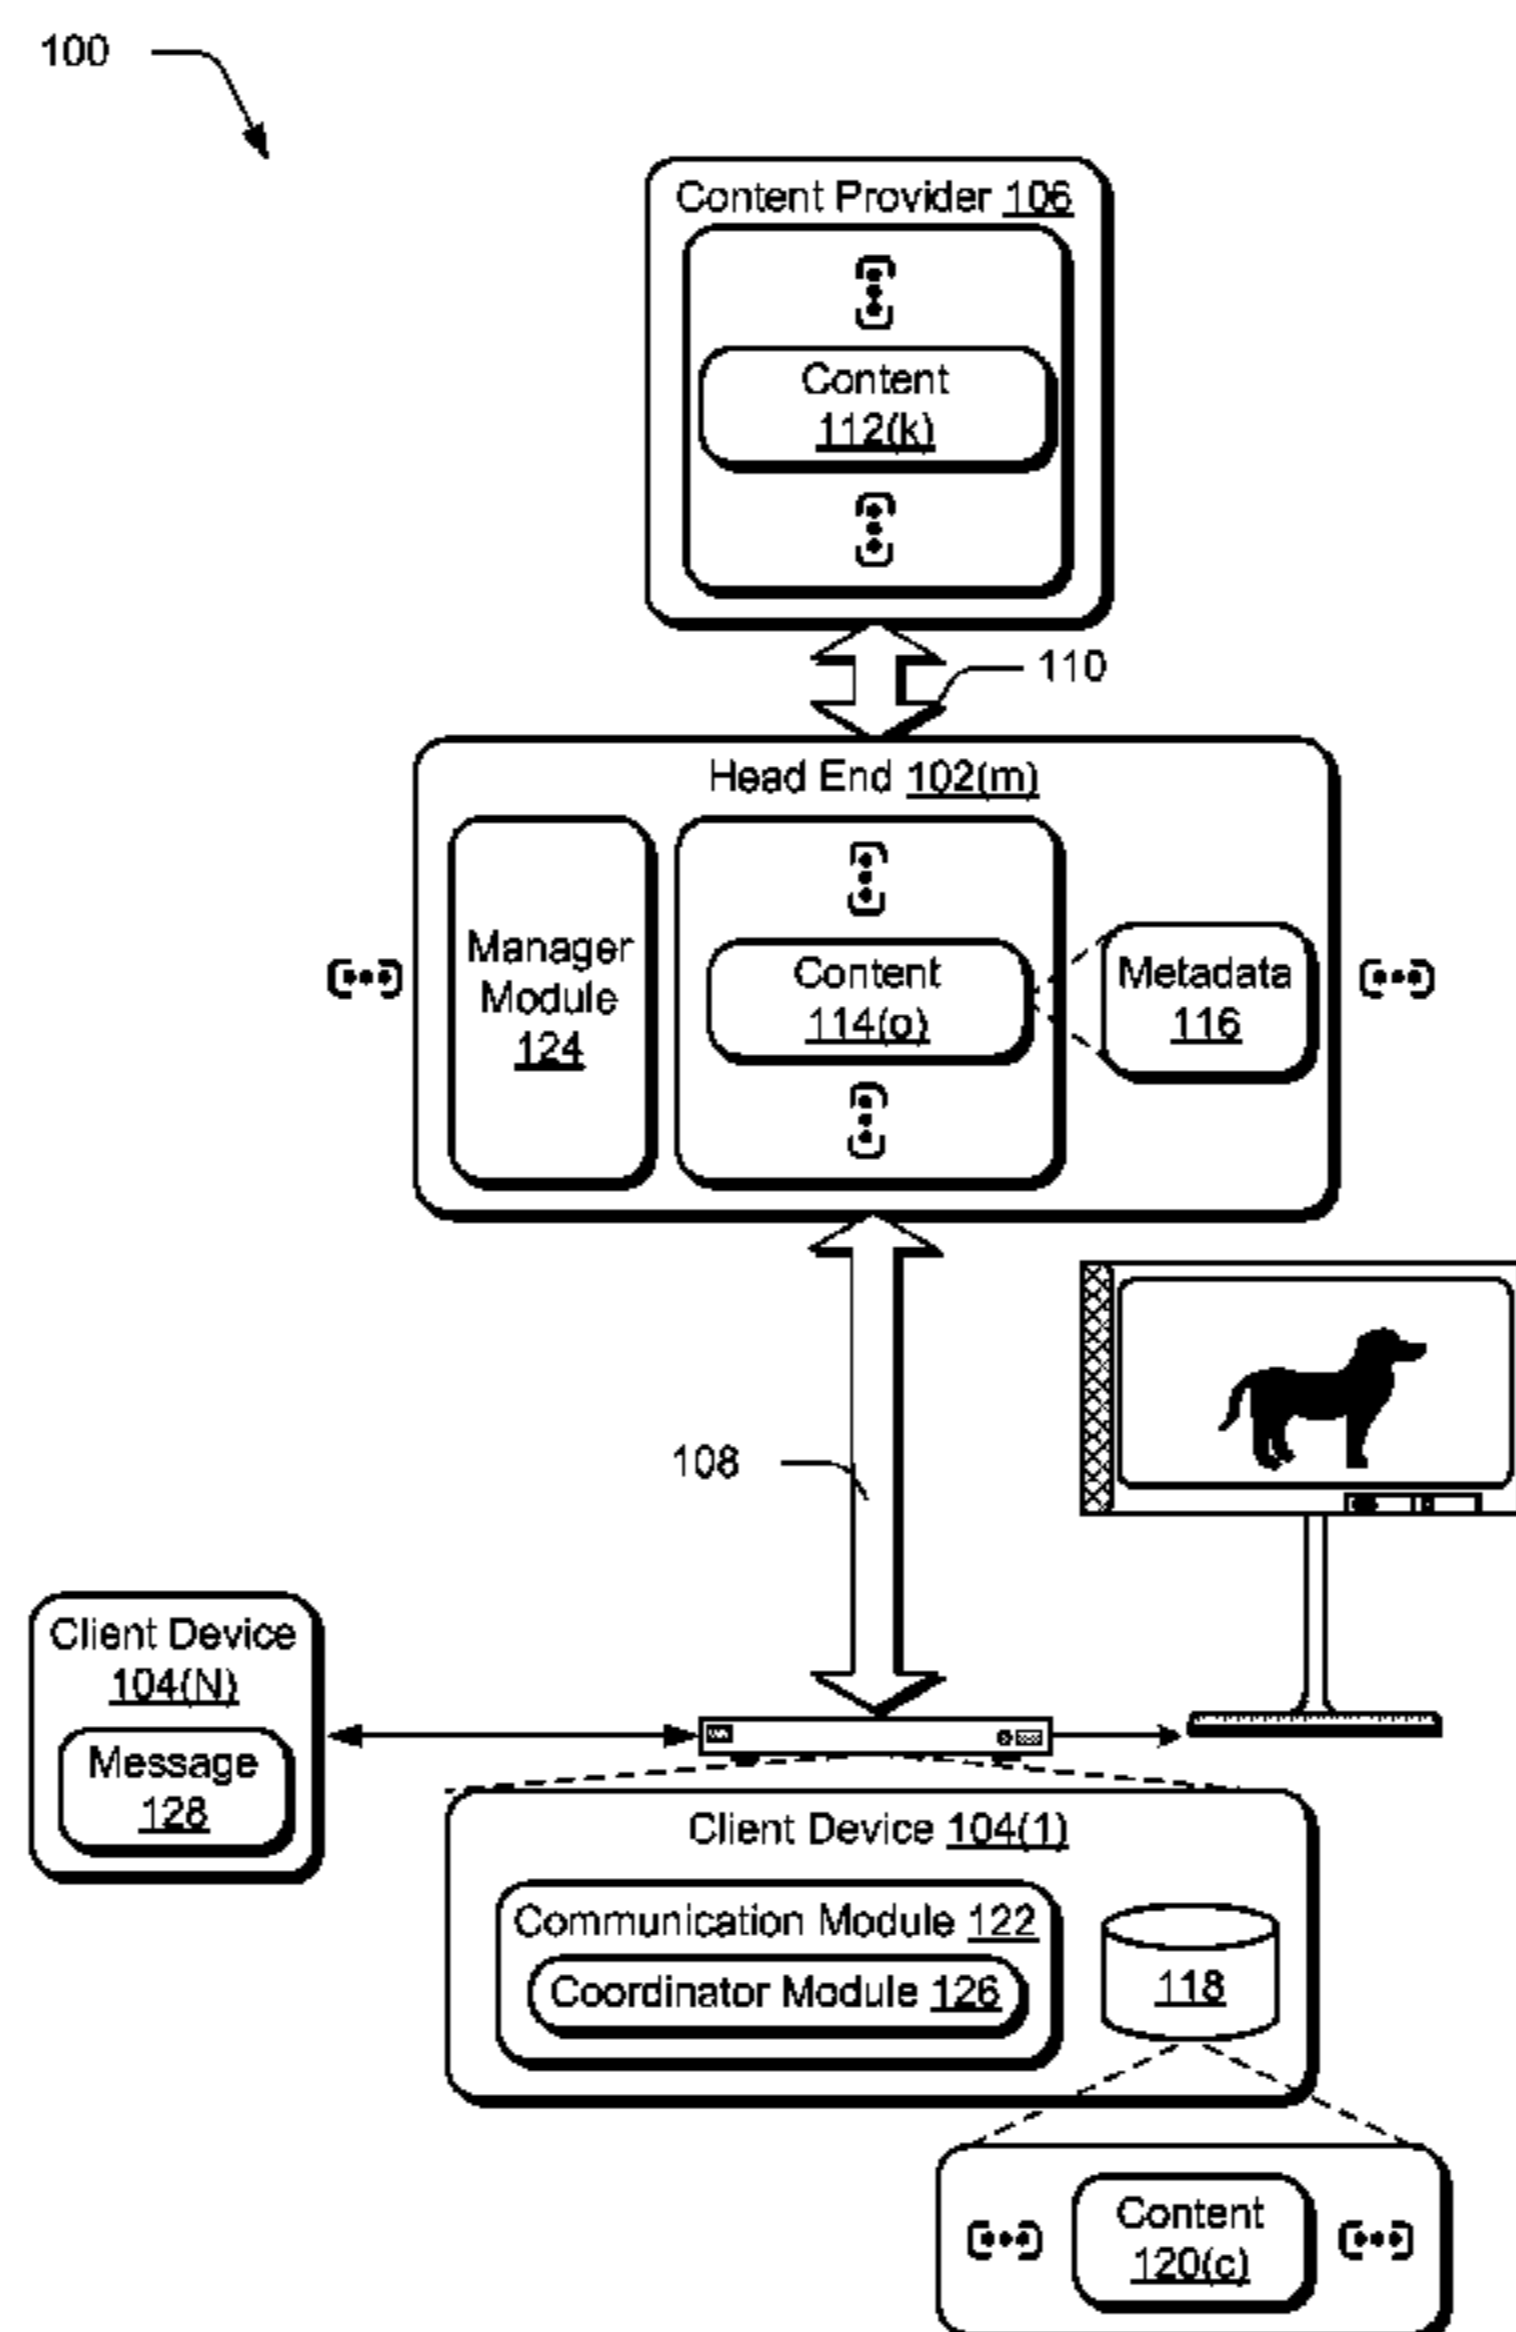 100
Content Provider 106
Content
112(k)
110
Head End 102(m)
Manager
Module
124
Content
114(o)
Metadata
116
108
Client Device
104(N)
Message
128
Client Device 104(1)
Communication Module 122
Coordinator Module 126
118
Content
120(c)